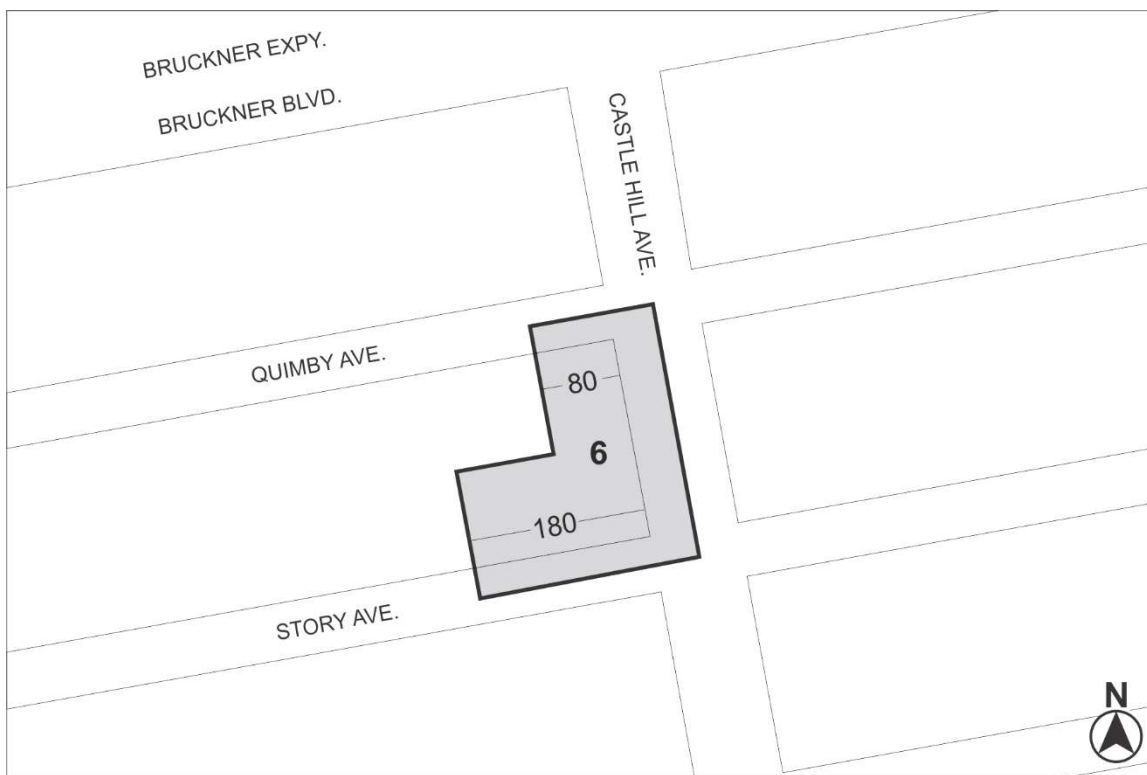 BRUCKNER EXPY.
BRUCKNER BLVD.
CASTLE HILL AVE.
QUIMBY AVE.
80
6
180
STORY AVE.
N